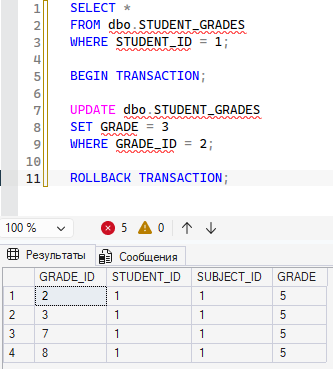 1 SELECT *
2 FROM dbo.STUDENT_GRADES
3 WHERE STUDENT_ID = 1;
4
5 BEGIN TRANSACTION;
6
7 UPDATE dbo.STUDENT_GRADES
8 SET GRADE = 3
9 WHERE GRADE_ID = 2;
10
11 ROLLBACK TRANSACTION;
100 % 5 0
Результаты Сообщения
GRADE_ID STUDENT_ID SUBJECT_ID GRADE
1 2 1 1 5
2 3 1 1 5
3 7 1 1 5
4 8 1 1 5